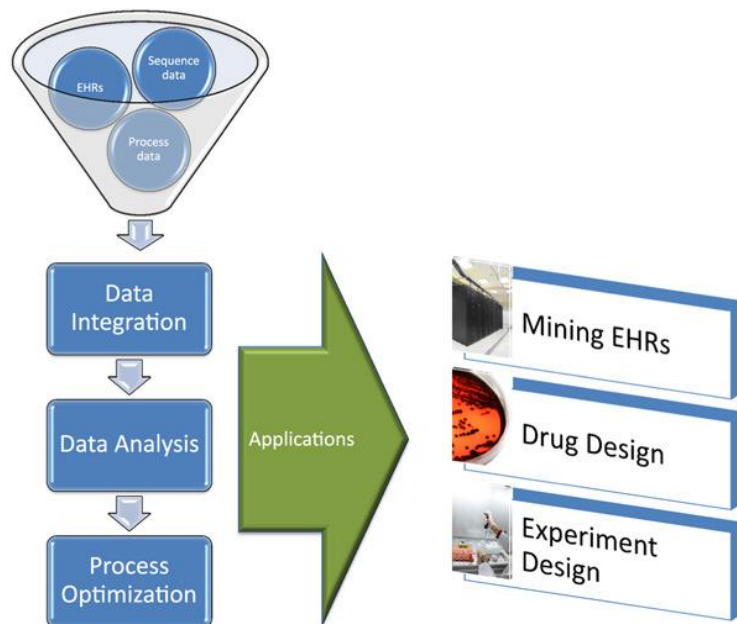 Sequence
data
EHRs
Process
data
Data
Integration
Data Analysis
Process
Optimization
Applications
Mining EHRs
Drug Design
Experiment
Design